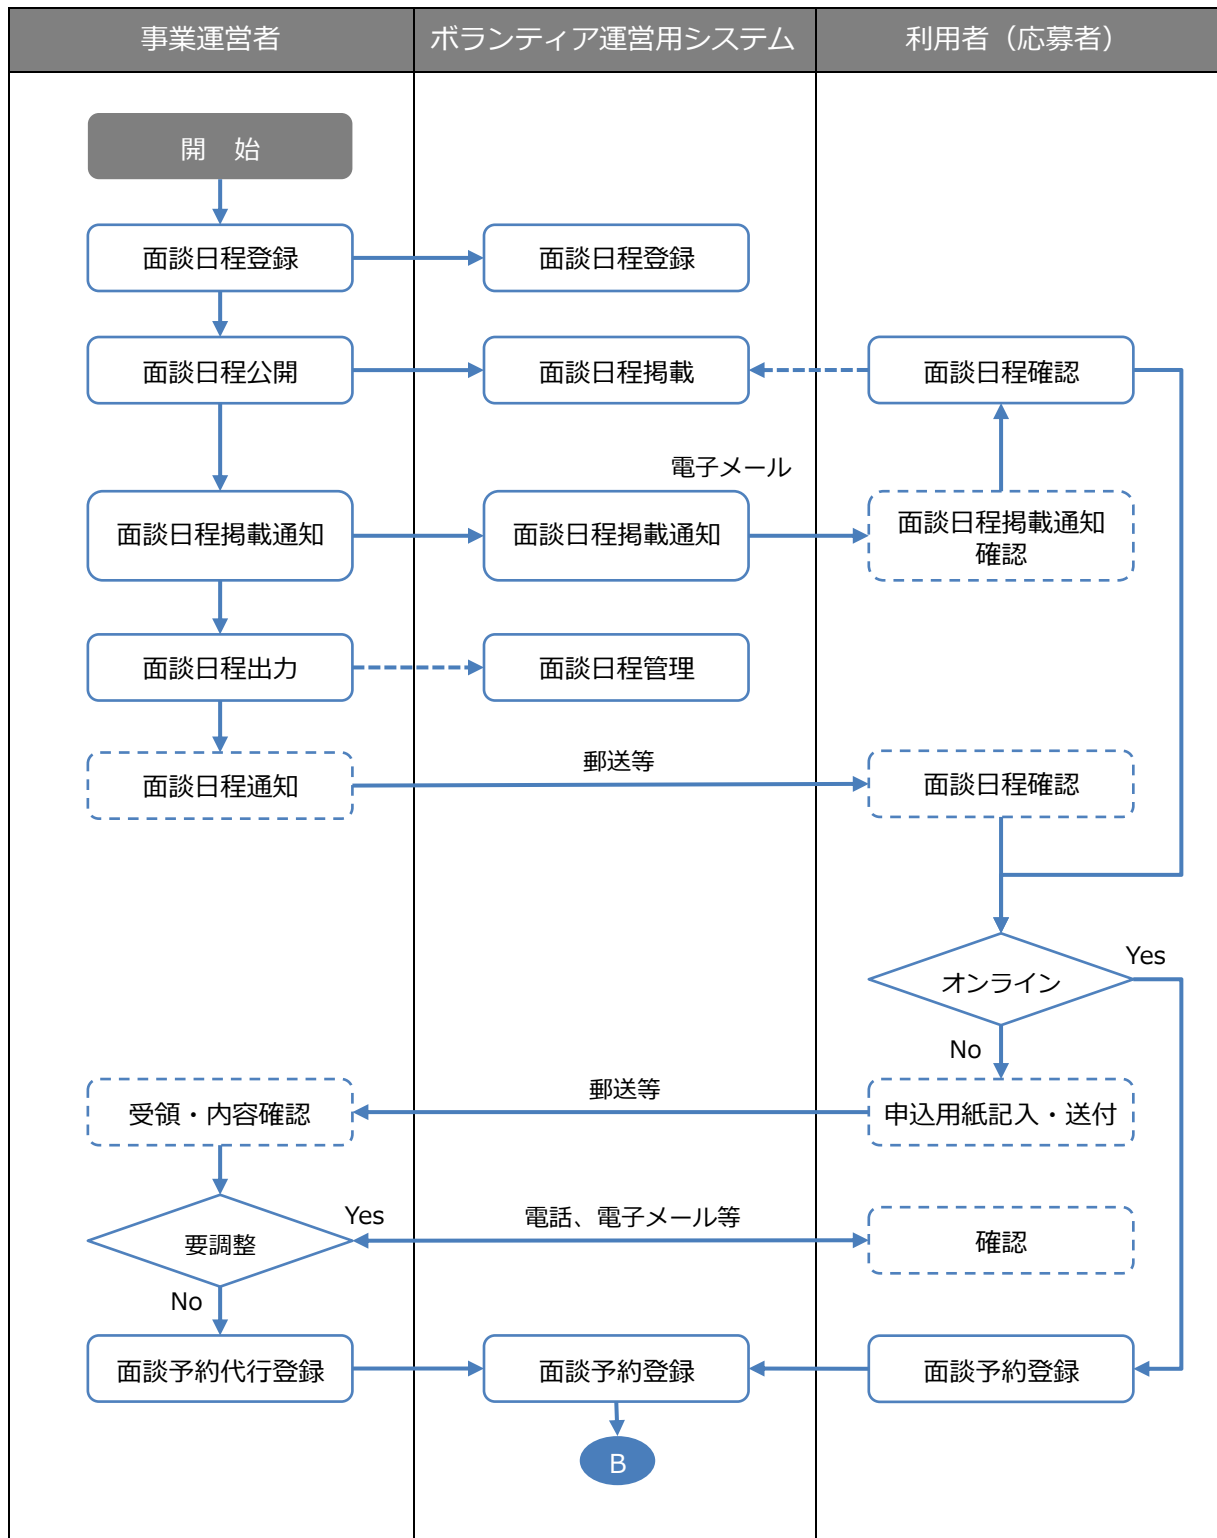 事業運営者
ボランティア運営用システム
利用者（応募者）
開　始
面談日程登録
面談日程登録
面談日程公開
面談日程掲載
面談日程確認
電子メール
面談日程掲載通知
面談日程掲載通知
面談日程掲載通知
確認
面談日程出力
面談日程管理
面談日程通知
郵送等
面談日程確認
オンライン
Yes
No
受領・内容確認
郵送等
申込用紙記入・送付
要調整
Yes
電話、電子メール等
確認
No
面談予約代行登録
面談予約登録
面談予約登録
B